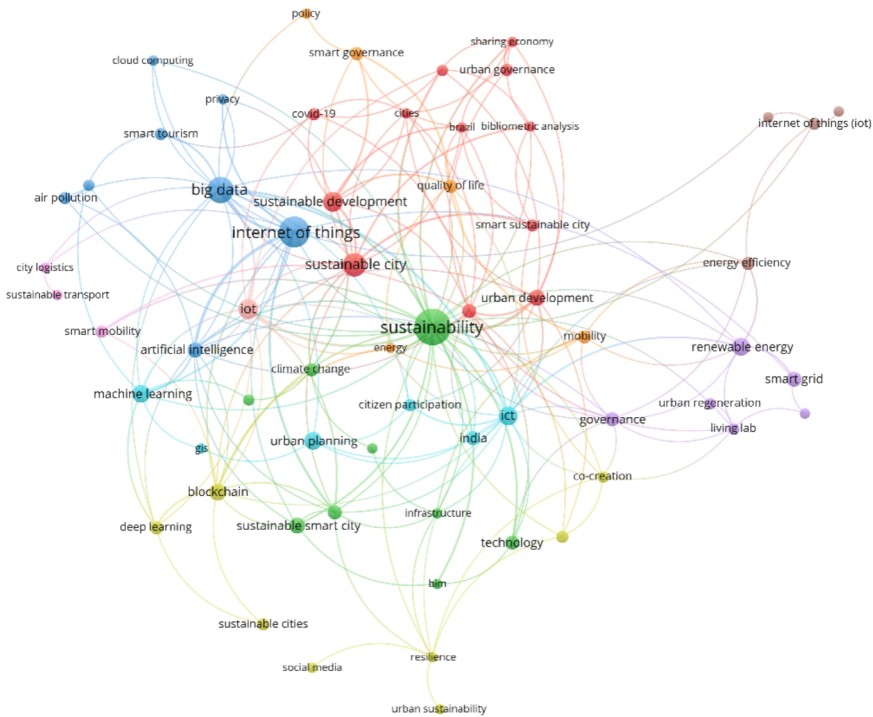 policy
sharing economy
smart governance
cloud computing
urban governance
privacy
covid-19
cities
brazil
bibliometric analysis
internet of things (iot)
smart tourism
quality of life
big data
air pollution
sustainable development
smart sustainable city
internet of things
city logistics
sustainable city
energy efficiency
sustainable transport
urban development
iot
sustainability
smart mobility
mobility
artificial intelligence
energy
renewable energy
climate change
smart grid
machine learning
citizen participation
urban regeneration
ict
governance
living lab
urban planning
india
gis
co-creation
blockchain
infrastructure
deep learning
sustainable smart city
technology
bim
sustainable cities
resilience
social media
urban sustainability